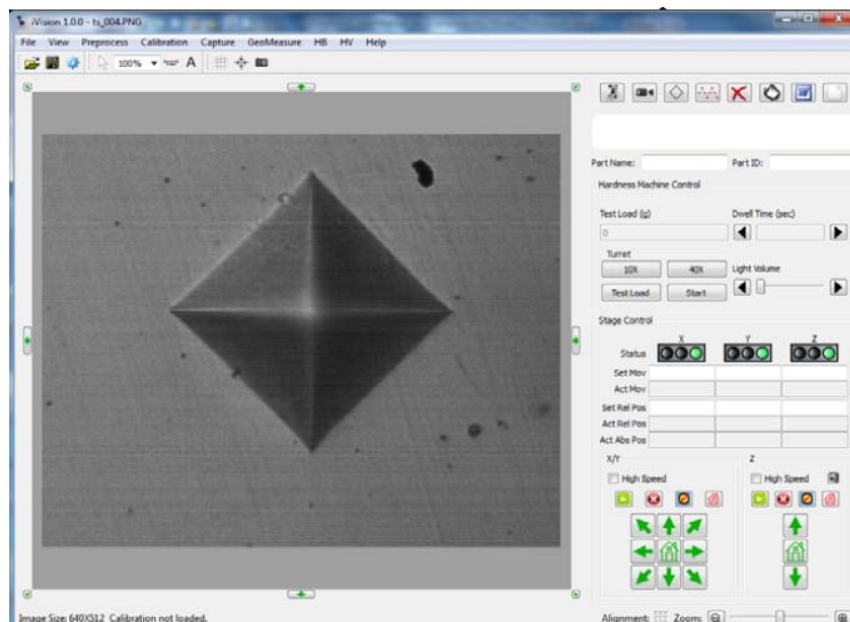 iVision 1.0.0 - ts_004.PNG
File View Preprocess Calibration Capture GeoMeasure HB HV Help
100% A
Part Name: Part ID:
Hardness Machine Control
Test Load (g) Dwell Time (sec)
0
Turret
10X 40X Light Volume
Test Load Start
Stage Control
X Y Z
Status
Set Mov
Act Mov
Set Rel Pos
Act Rel Pos
Act Abs Pos
X/Y Z
High Speed High Speed
Image Size: 640X512 Calibration not loaded.
Alignment: Zoom: